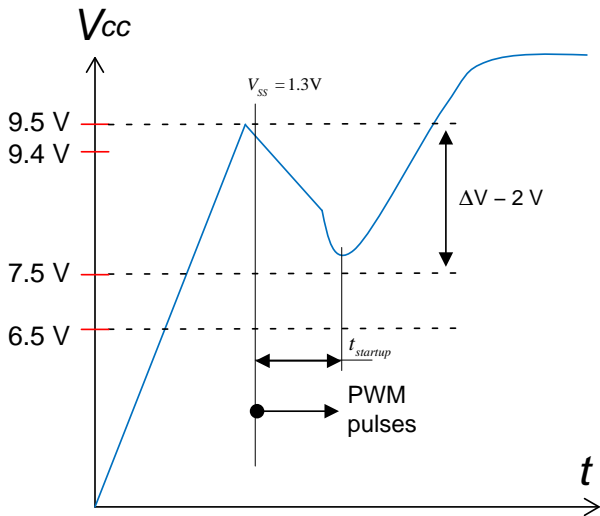 Vcc
V_SS = 1.3V
9.5 V
9.4 V
ΔV – 2 V
7.5 V
6.5 V
t_startup
PWM
pulses
t